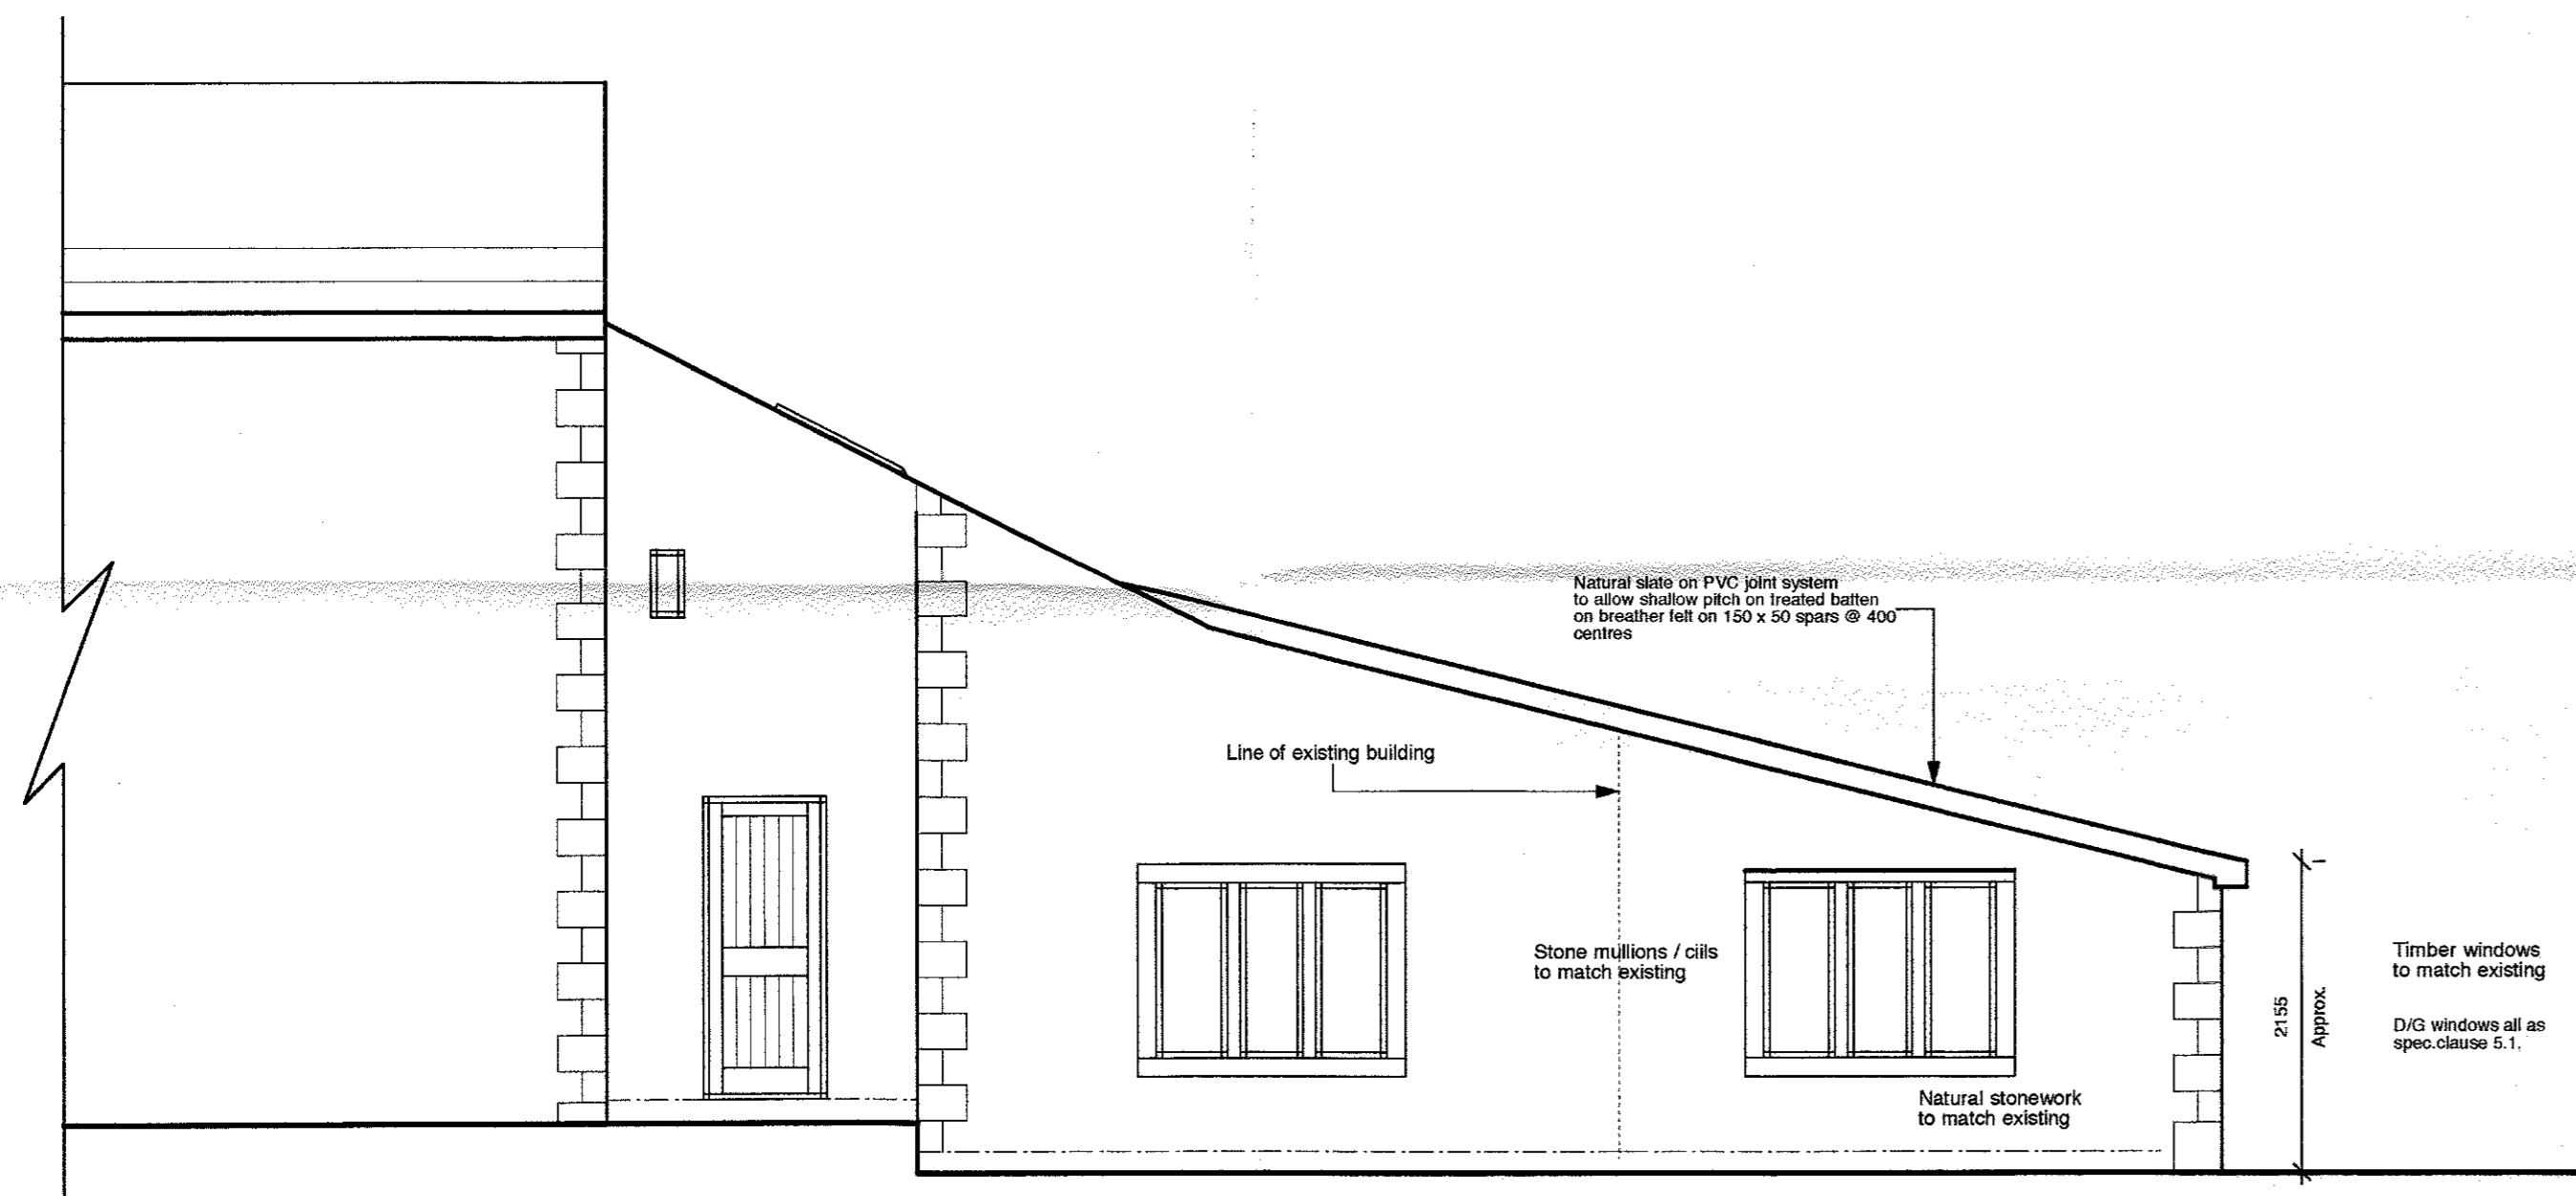 Natural slate on PVC joint system
to allow shallow pitch on treated batten
on breather felt on 150 x 50 spars @ 400
centres
Line of existing building
Stone mullions / cills
to match existing
Timber windows
to match existing
2155
Approx.
D/G windows all as
spec.clause 5.1.
Natural stonework
to match existing